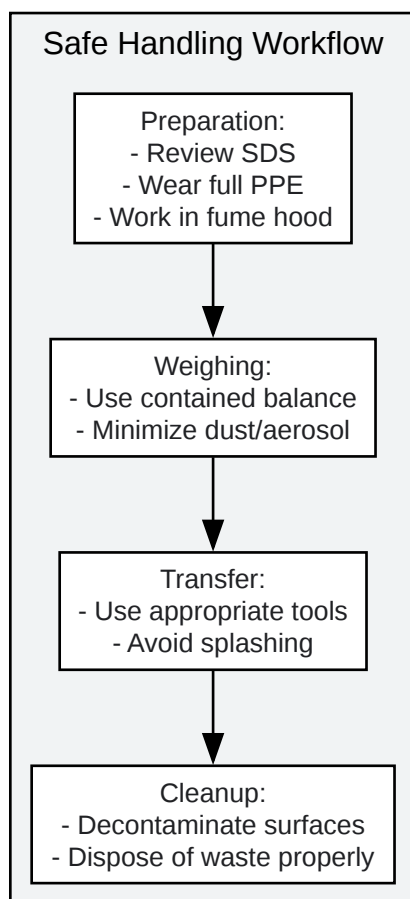 Safe Handling Workflow
Preparation:
- Review SDS
- Wear full PPE
- Work in fume hood
Weighing:
- Use contained balance
- Minimize dust/aerosol
Transfer:
- Use appropriate tools
- Avoid splashing
Cleanup:
- Decontaminate surfaces
- Dispose of waste properly